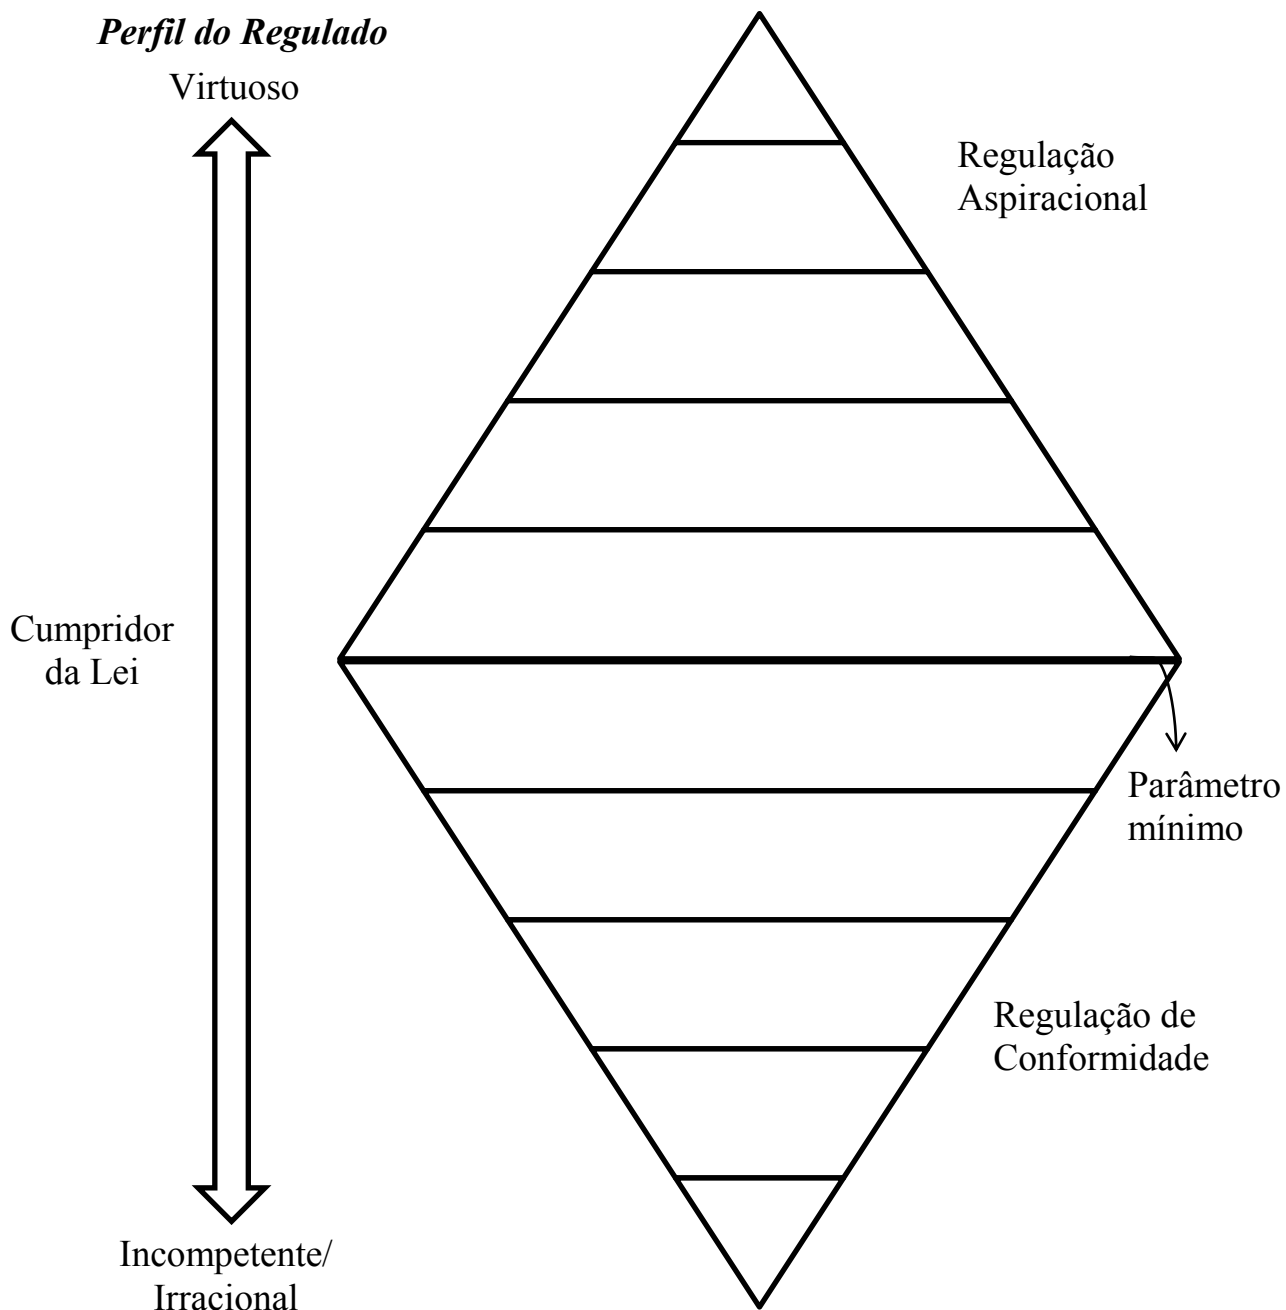 Perfil do Regulado
Virtuoso
Regulação
Aspiracional
Cumpridor
da Lei
Parâmetro
mínimo
Regulação de
Conformidade
Incompetente/
Irracional